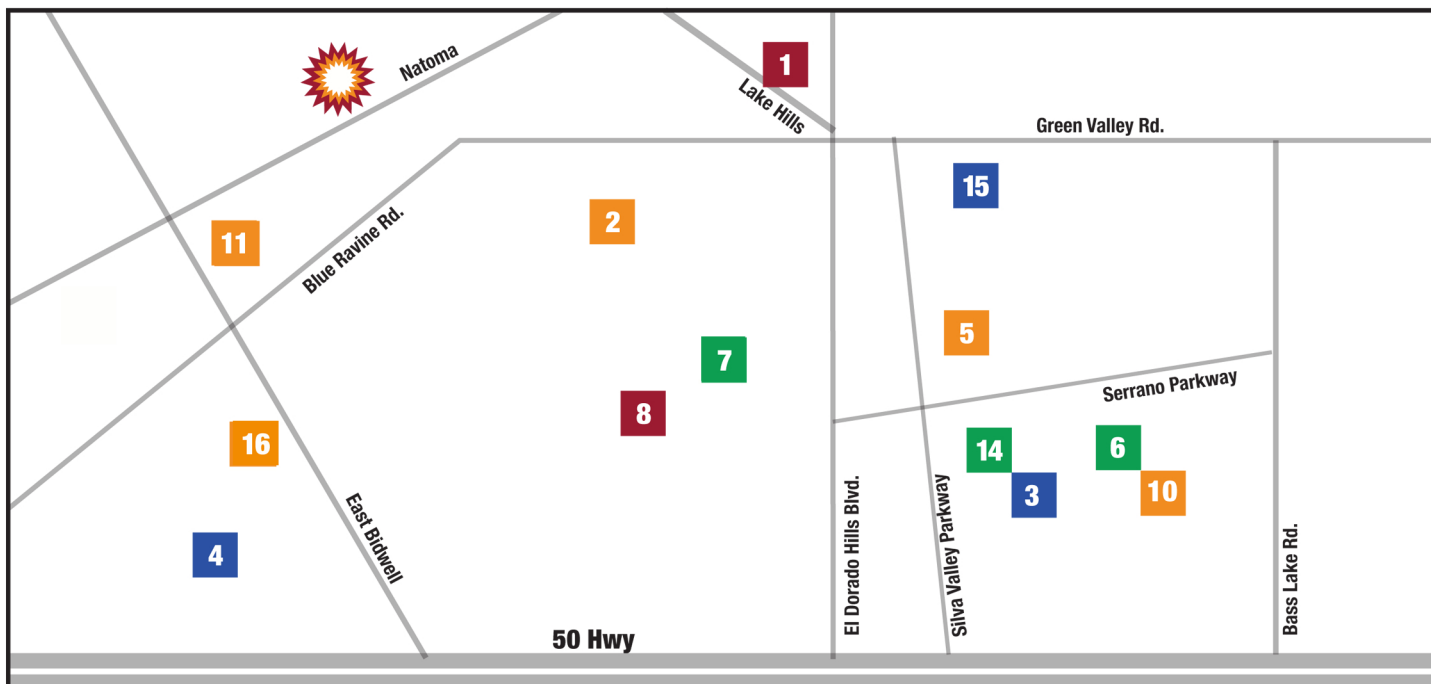 Natoma
1
Lake Hills
Green Valley Rd.
15
2
11
Blue Ravine Rd.
5
7
Serrano Parkway
8
16
14
6
3
10
4
East Bidwell
El Dorado Hills Blvd.
Silva Valley Parkway
Bass Lake Rd.
50 Hwy